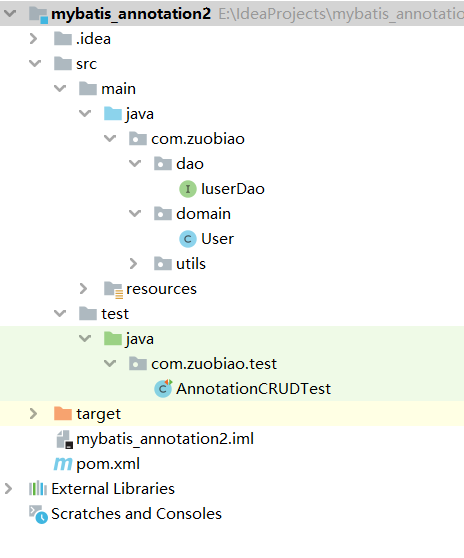 mybatis_annotation2 E:\IdeaProjects\mybatis_annotatio
.idea
src
main
java
com.zuobiao
dao
IuserDao
domain
User
utils
resources
test
java
com.zuobiao.test
AnnotationCRUDTest
target
mybatis_annotation2.iml
pom.xml
External Libraries
Scratches and Consoles